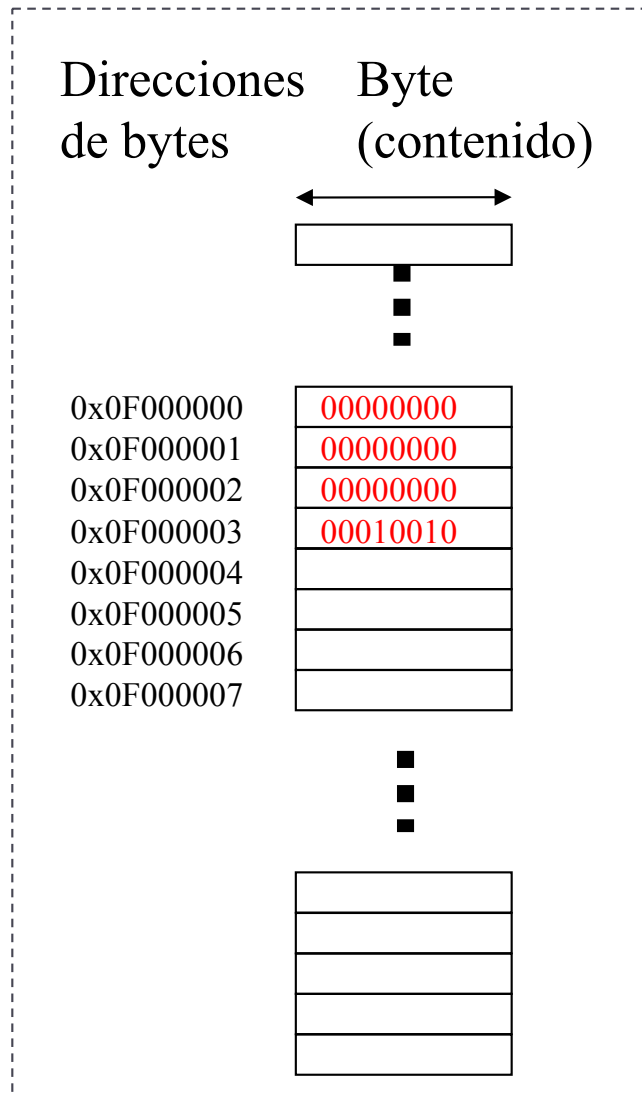 Direcciones Byte
de bytes (contenido)
0x0F000000 00000000
0x0F000001 00000000
0x0F000002 00000000
0x0F000003 00010010
0x0F000004
0x0F000005
0x0F000006
0x0F000007